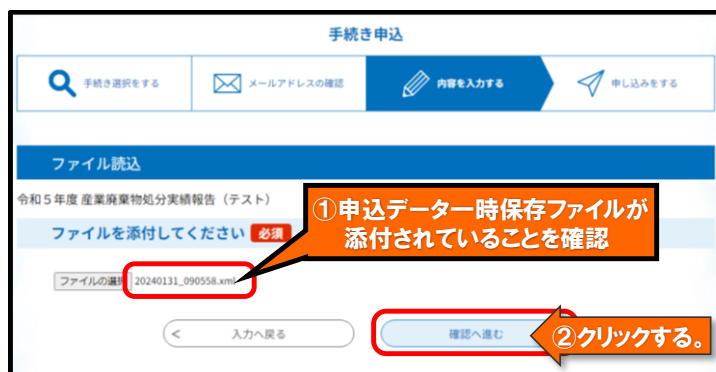 手続き申込
手続き選択をする
メールアドレスの確認
内容を入力する
申し込みをする
ファイル読込
令和5年度 産業廃棄物処分実績報告（テスト）
①申込データ一時保存ファイルが
添付されていることを確認
ファイルを添付してください 必須
ファイルの選択 20240131_090558.xml
< 入力へ戻る
確認へ進む
②クリックする。